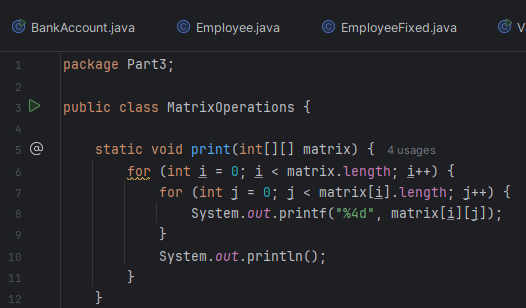 BankAccount.java Employee.java EmployeeFixed.java V
1 package Part3;
2
3 public class MatrixOperations {
4
5 @ static void print(int[][] matrix) { 4 usages
6 for (int i = 0; i < matrix.length; i++) {
7 for (int j = 0; j < matrix[i].length; j++) {
8 System.out.printf("%4d", matrix[i][j]);
9 }
10 System.out.println();
11 }
12 }